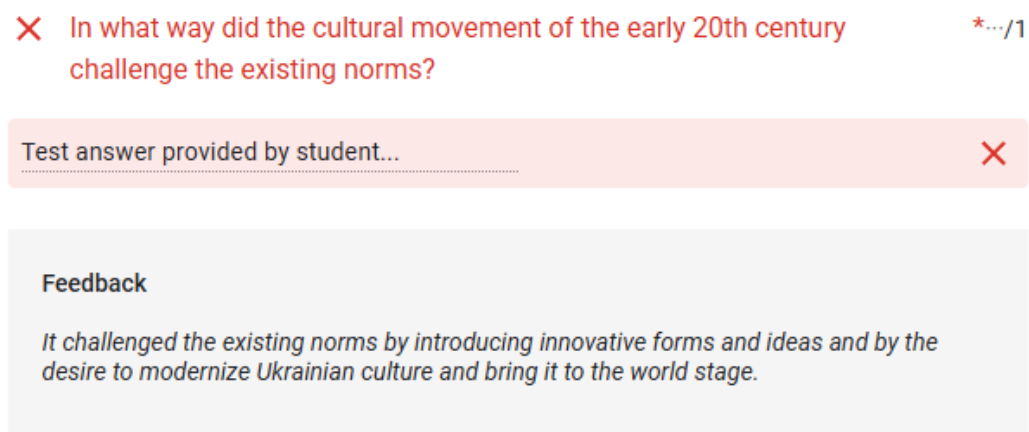 In what way did the cultural movement of the early 20th century
*···/1
challenge the existing norms?
Test answer provided by student...
Feedback
It challenged the existing norms by introducing innovative forms and ideas and by the
desire to modernize Ukrainian culture and bring it to the world stage.